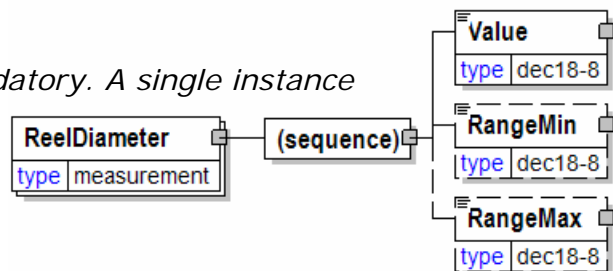 Value
type dec18-8
datory. A single instance
RangeMin
type dec18-8
ReelDiameter
type measurement
(sequence)
RangeMax
type dec18-8